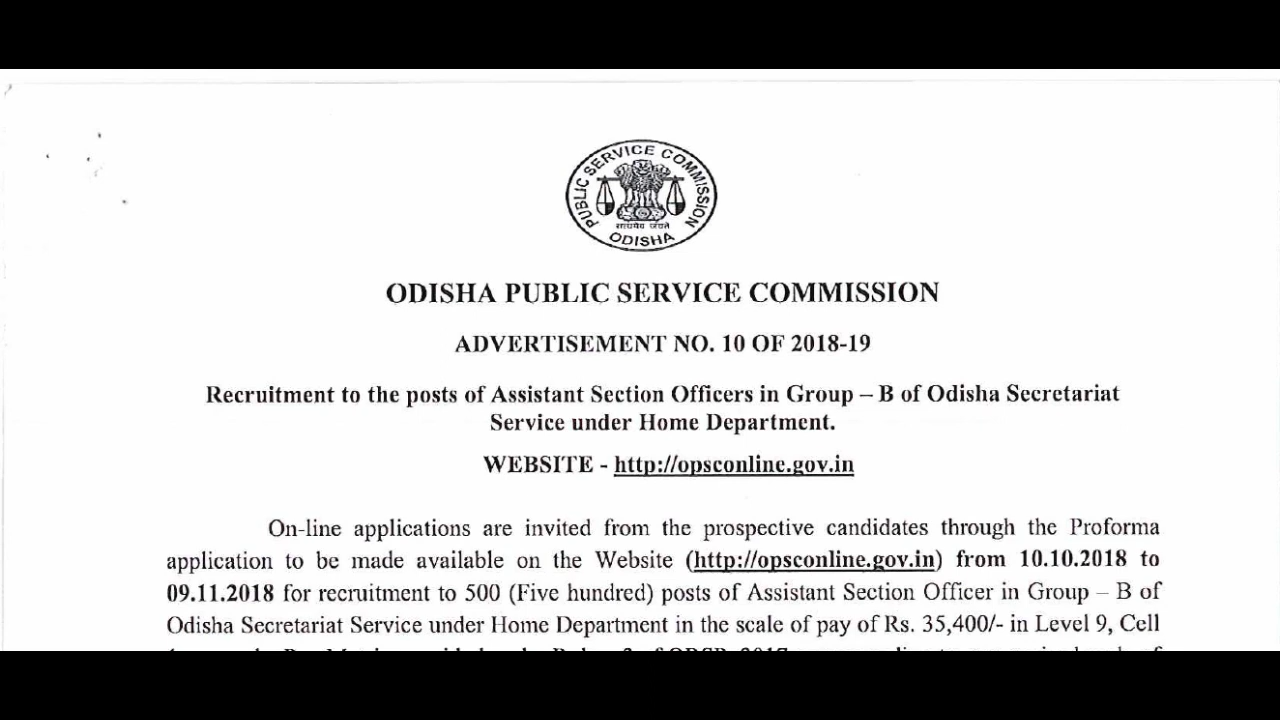 PUBLIC SERVICE COMMISSION
ODISHA
ODISHA PUBLIC SERVICE COMMISSION
ADVERTISEMENT NO. 10 OF 2018-19
Recruitment to the posts of Assistant Section Officers in Group – B of Odisha Secretariat
Service under Home Department.
WEBSITE - http://opsconline.gov.in
On-line applications are invited from the prospective candidates through the Proforma
application to be made available on the Website (http://opsconline.gov.in) from 10.10.2018 to
09.11.2018 for recruitment to 500 (Five hundred) posts of Assistant Section Officer in Group – B of
Odisha Secretariat Service under Home Department in the scale of pay of Rs. 35,400/- in Level 9, Cell